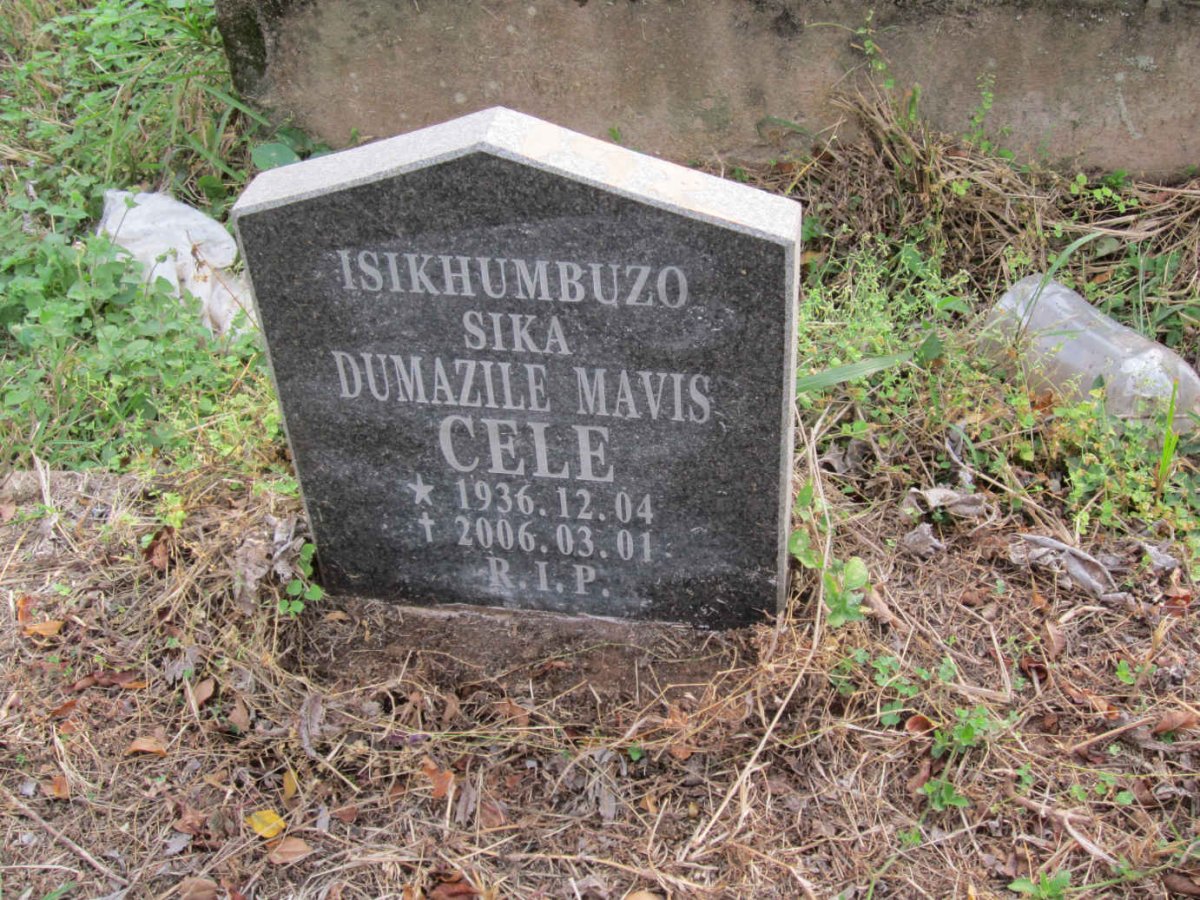 ISIKHUMBUZO
SIKA
DUMAZILE MAVIS
CELE
★ 1936.12.04
✝ 2006.03.01
R.I.P.